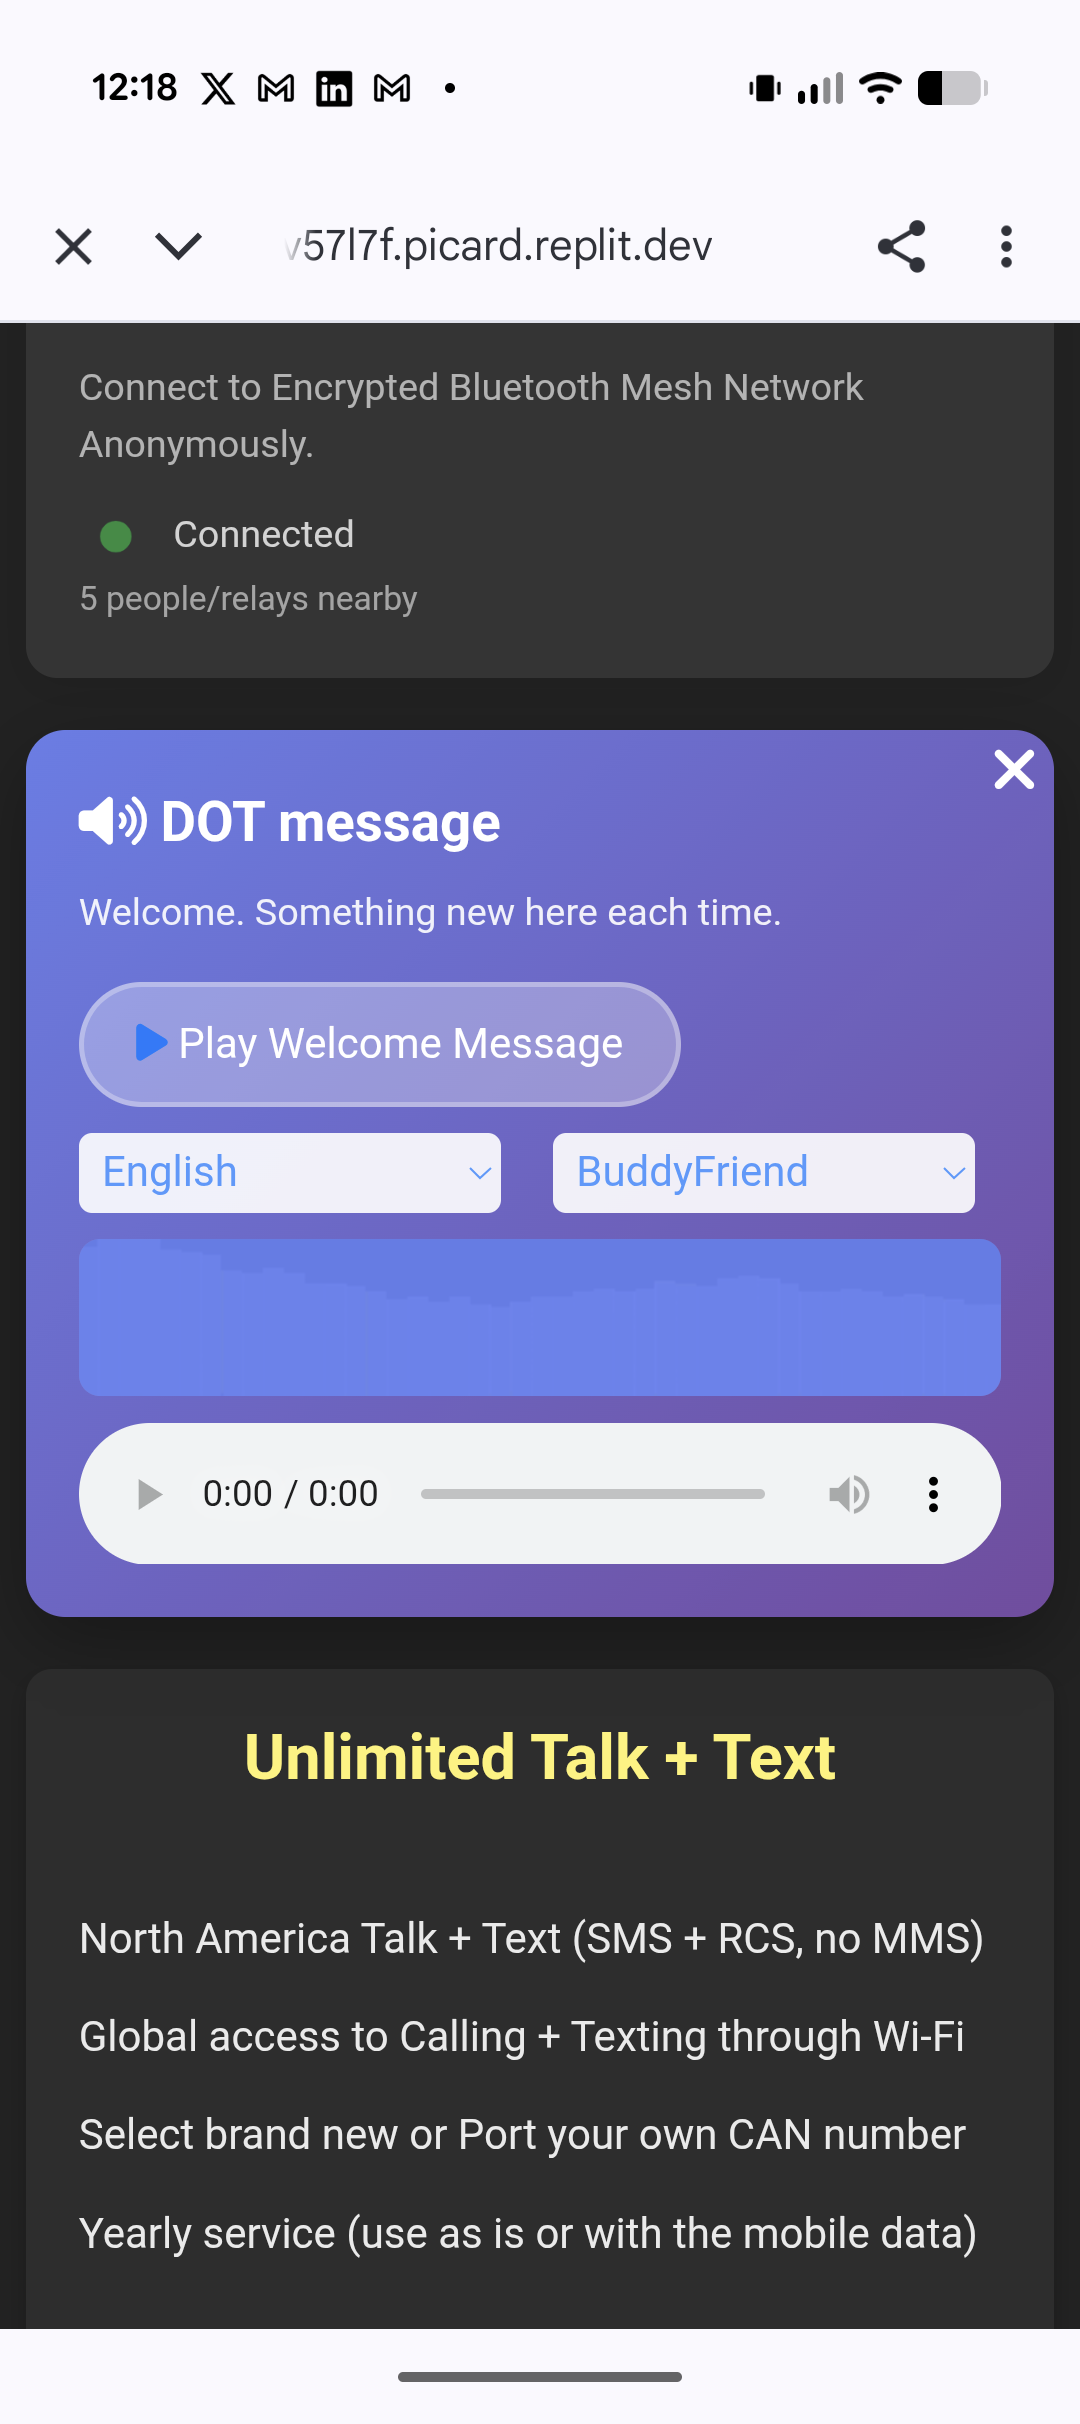 12:18
v57l7f.picard.replit.dev
Connect to Encrypted Bluetooth Mesh Network
Anonymously.
Connected
5 people/relays nearby
DOT message
Welcome. Something new here each time.
Play Welcome Message
English
BuddyFriend
0:00 / 0:00
Unlimited Talk + Text
North America Talk + Text (SMS + RCS, no MMS)
Global access to Calling + Texting through Wi-Fi
Select brand new or Port your own CAN number
Yearly service (use as is or with the mobile data)